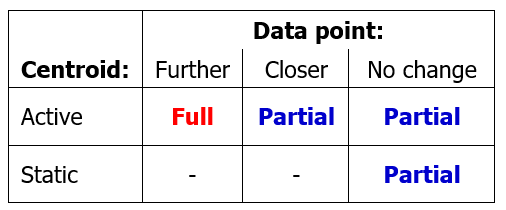 Data point:
Centroid: Further Closer No change
Active Full Partial Partial
Static - - Partial